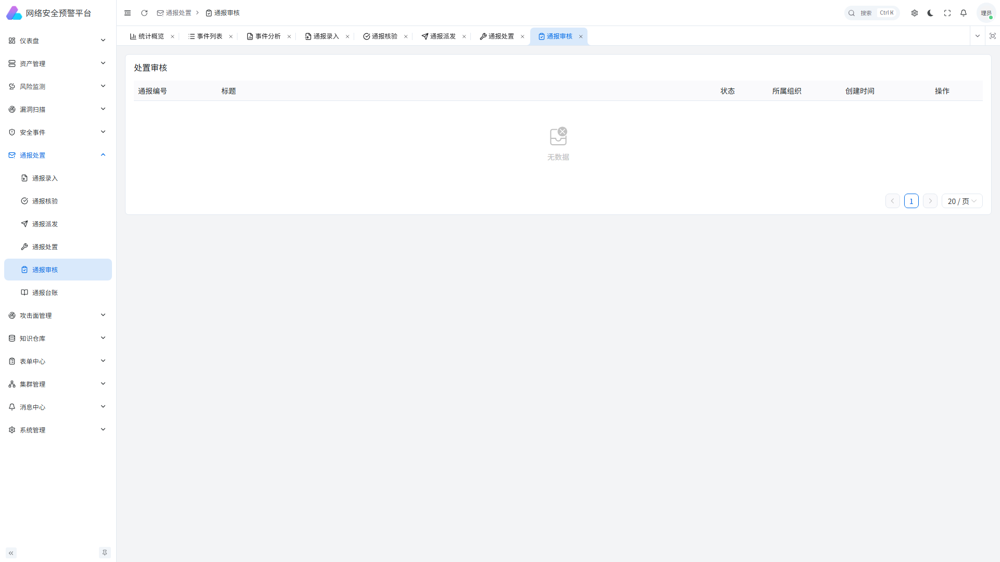 网络安全预警平台
通报处置
通报审核
搜索
Ctrl K
理员
统计概览
事件列表
事件分析
通报录入
通报核验
通报派发
通报处置
通报审核
仪表盘
资产管理
风险监测
漏洞扫描
安全事件
通报处置
通报录入
通报核验
通报派发
通报处置
通报审核
通报台账
攻击面管理
知识仓库
表单中心
集群管理
消息中心
系统管理
处置审核
通报编号
标题
状态
所属组织
创建时间
操作
无数据
1
20 / 页